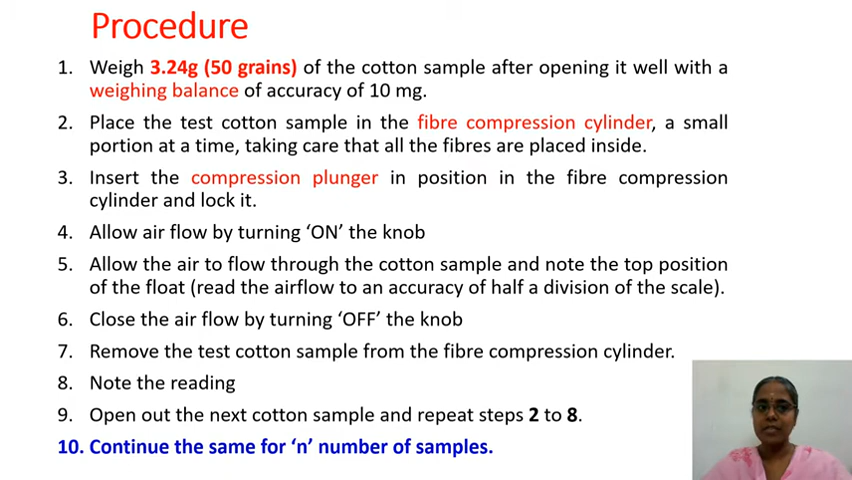 Procedure
1. Weigh 3.24g (50 grains) of the cotton sample after opening it well with a
weighing balance of accuracy of 10 mg.
2. Place the test cotton sample in the fibre compression cylinder, a small
portion at a time, taking care that all the fibres are placed inside.
3. Insert the compression plunger in position in the fibre compression
cylinder and lock it.
4. Allow air flow by turning ‘ON’ the knob
5. Allow the air to flow through the cotton sample and note the top position
of the float (read the airflow to an accuracy of half a division of the scale).
6. Close the air flow by turning ‘OFF’ the knob
7. Remove the test cotton sample from the fibre compression cylinder.
8. Note the reading
9. Open out the next cotton sample and repeat steps 2 to 8.
10. Continue the same for ‘n’ number of samples.